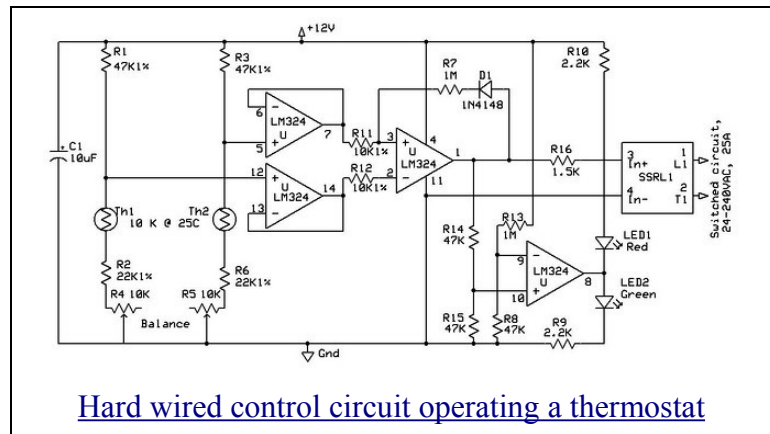 +12V
R1
47K1%
R3
47K1%
R7
1M
D1
1N4148
R10
2.2K
C1
10uF
6
5
LM324
U
7
R11
10K1%
3
2
U
LM324
4
11
1
R16
1.5K
3
In+
1
L1
SSRL1
4
In-
2
T1
Switched circuit,
24-240VAC, 25A
12
13
U
LM324
14
R12
10K1%
Th1
10 K @ 25C
Th2
R2
22K1%
R6
22K1%
R4 10K
R5 10K
Balance
R14
47K
R13
1M
9
10
LM324
U
8
LED1
Red
LED2
Green
R15
47K
R8
47K
R9
2.2K
Gnd
Hard wired control circuit operating a thermostat